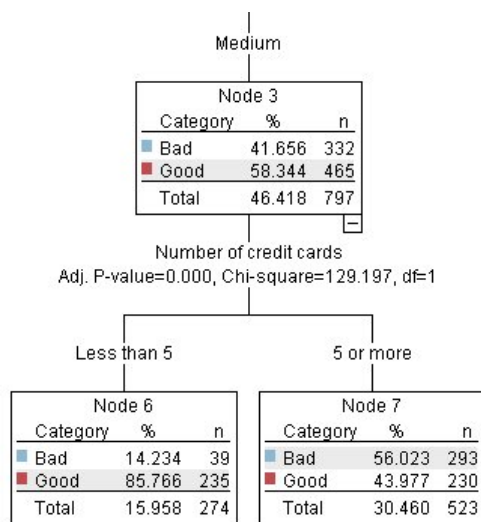 Medium
Node 3
Category % n
Bad 41.656 332
Good 58.344 465
Total 46.418 797
Number of credit cards
Adj. P-value=0.000, Chi-square=129.197, df=1
Less than 5
5 or more
Node 6
Category % n
Bad 14.234 39
Good 85.766 235
Total 15.958 274
Node 7
Category % n
Bad 56.023 293
Good 43.977 230
Total 30.460 523